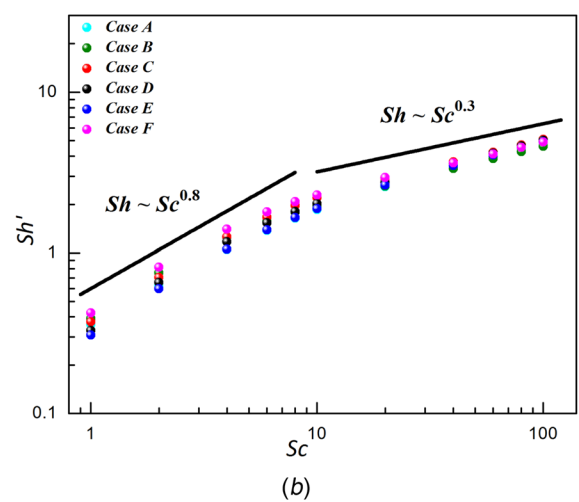 Case A
Case B
Case C
Case D
Case E
Case F
10
1
0.1
Sh'
Sh ~ Sc^0.8
Sh ~ Sc^0.3
1
10
100
Sc
(b)